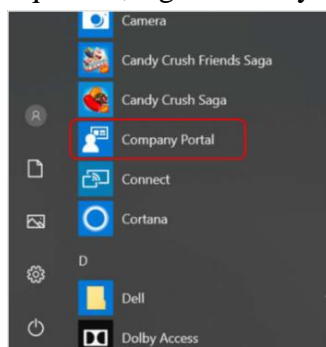 Camera
Candy Crush Friends Saga
Candy Crush Saga
Company Portal
Connect
Cortana
D
Dell
Dolby Access